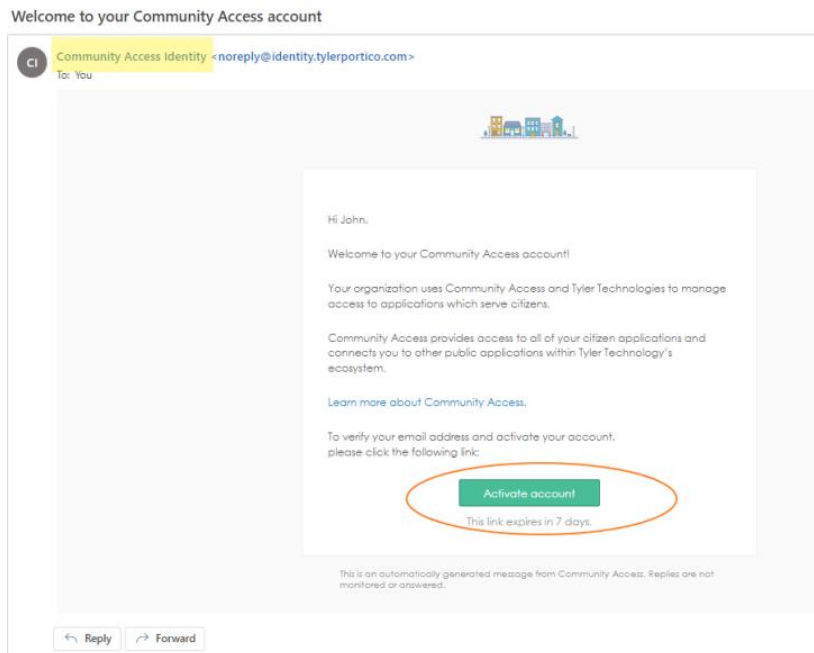 Welcome to your Community Access account
CI
Community Access Identity <noreply@identity.tylerportico.com>
To: You
Hi John,
Welcome to your Community Access account!
Your organization uses Community Access and Tyler Technologies to manage
access to applications which serve citizens.
Community Access provides access to all of your citizen applications and
connects you to other public applications within Tyler Technology's
ecosystem.
Learn more about Community Access.
To verify your email address and activate your account,
please click the following link:
Activate account
This link expires in 7 days.
This is an automatically generated message from Community Access. Replies are not
monitored or answered.
Reply
Forward